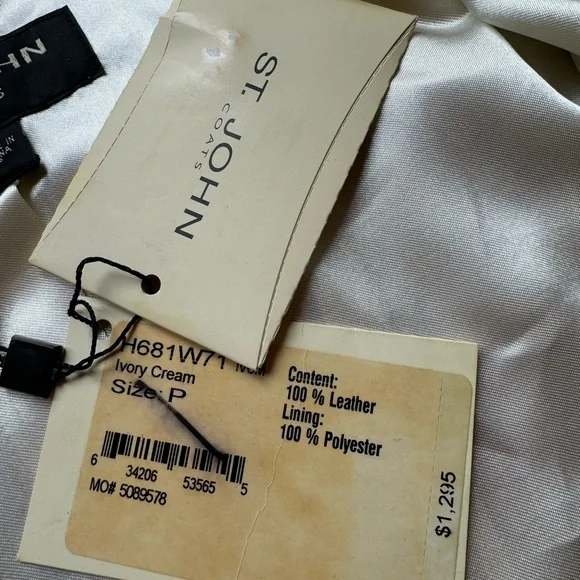 HN
ST. JOHN
COATS
H681W71
Ivory Cream
Size: P
Content:
100 % Leather
Lining:
100 % Polyester
6 34206 53565 5
MO# 5089578
$1,295